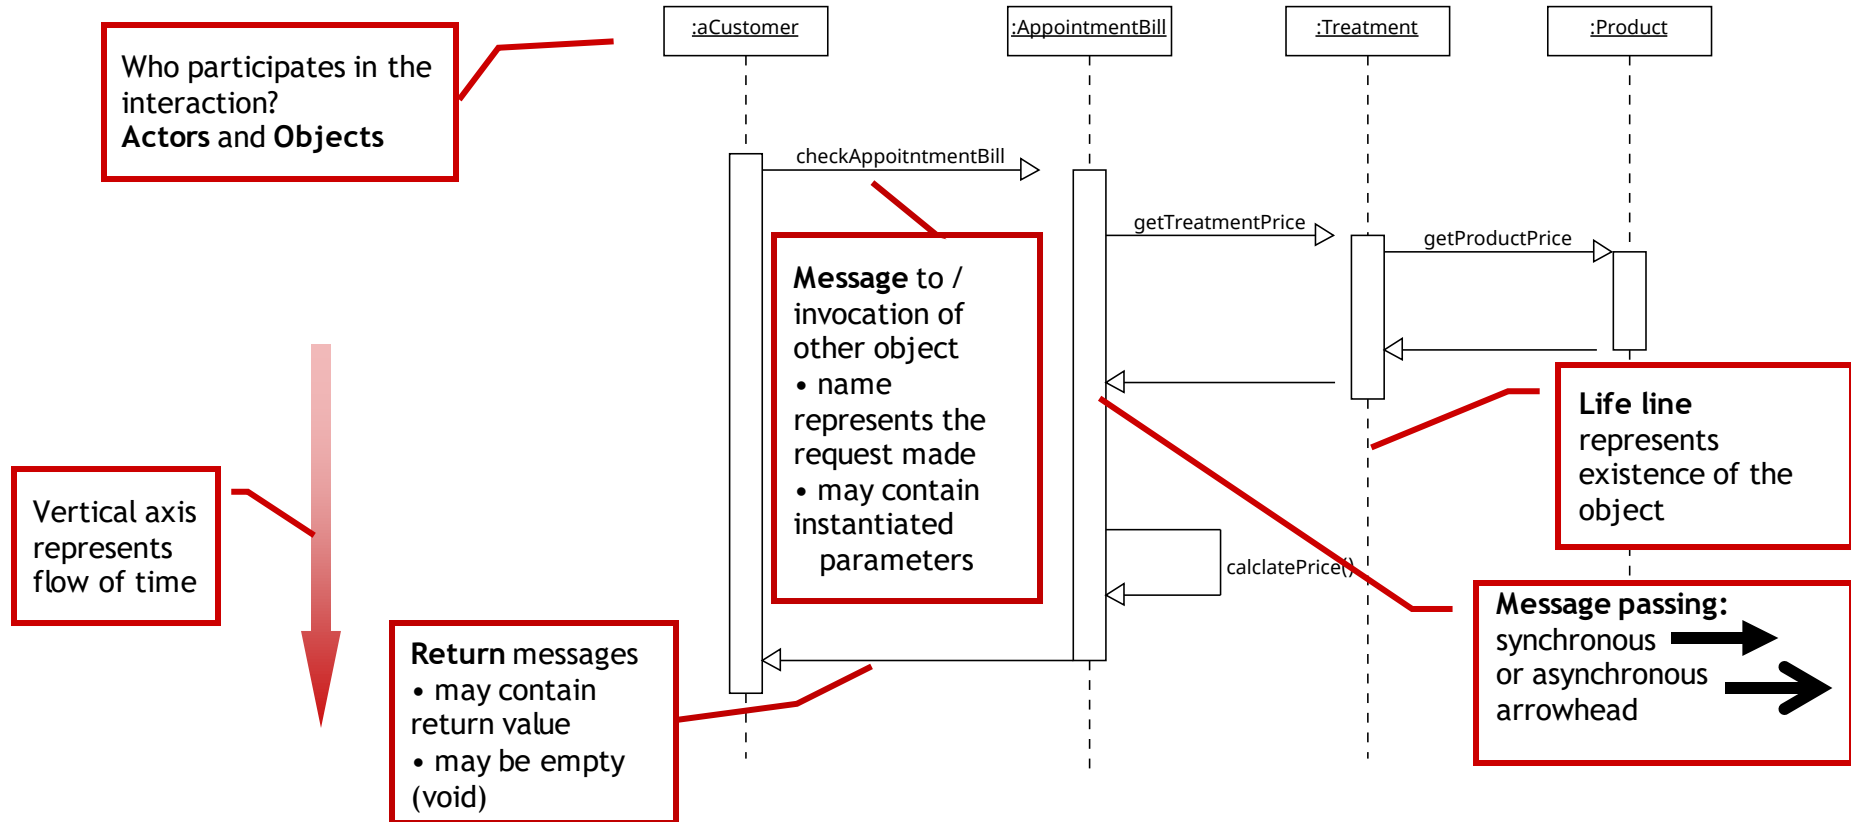 :aCustomer
:AppointmentBill
:Treatment
:Product
Who participates in the
interaction?
Actors and Objects
checkAppoitntmentBill
getTreatmentPrice
getProductPrice
Message to /
invocation of
other object
• name
represents the
request made
• may contain
instantiated
parameters
Life line
represents
existence of the
object
Vertical axis
represents
flow of time
calclatePrice()
Message passing:
synchronous
or asynchronous
arrowhead
Return messages
• may contain
return value
• may be empty
(void)